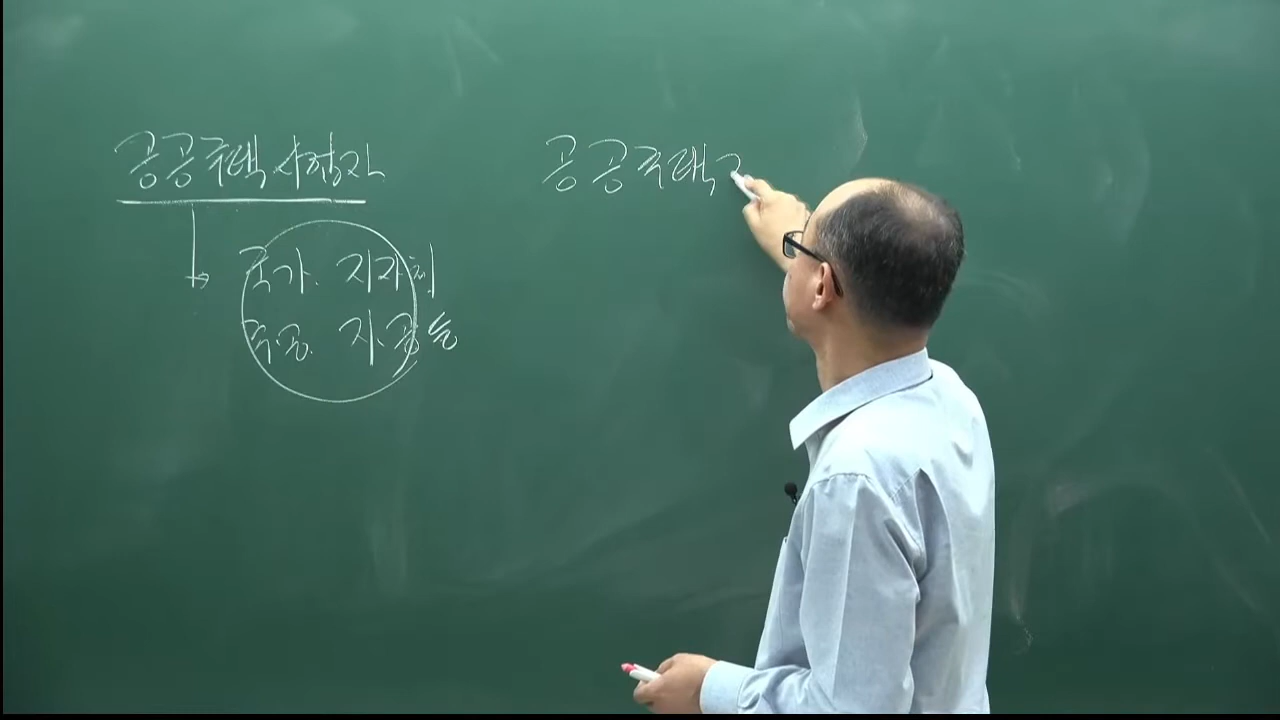 공공주택사업자
국가. 지자체
주.공. 지.공 등
공공주택